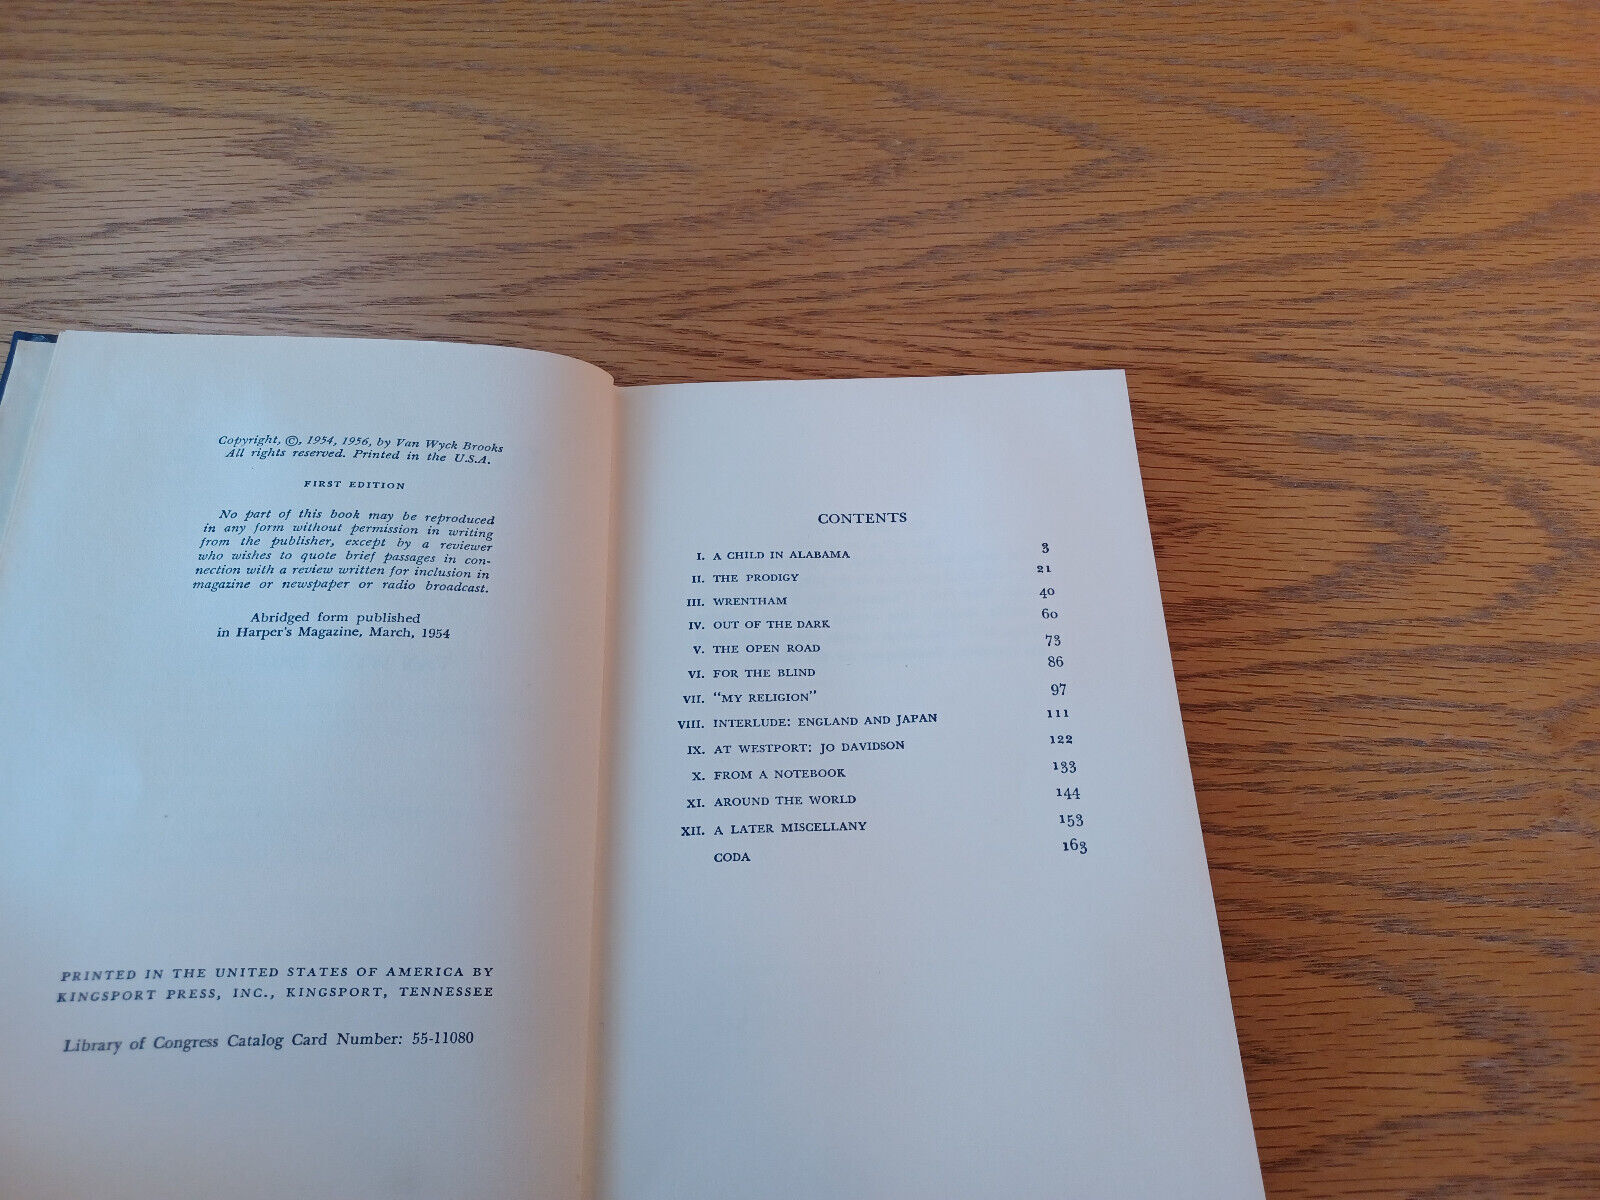 Copyright, ©, 1954, 1956, by Van Wyck Brooks
All rights reserved. Printed in the U.S.A.
FIRST EDITION
No part of this book may be reproduced
in any form without permission in writing
from the publisher, except by a reviewer
who wishes to quote brief passages in con-
nection with a review written for inclusion in
magazine or newspaper or radio broadcast.
Abridged form published
in Harper's Magazine, March, 1954
PRINTED IN THE UNITED STATES OF AMERICA BY
KINGSPORT PRESS, INC., KINGSPORT, TENNESSEE
Library of Congress Catalog Card Number: 55-11080
CONTENTS
I. A CHILD IN ALABAMA 3
II. THE PRODIGY 21
III. WRENTHAM 40
IV. OUT OF THE DARK 60
V. THE OPEN ROAD 73
VI. FOR THE BLIND 86
VII. "MY RELIGION" 97
VIII. INTERLUDE: ENGLAND AND JAPAN 111
IX. AT WESTPORT: JO DAVIDSON 122
X. FROM A NOTEBOOK 133
XI. AROUND THE WORLD 144
XII. A LATER MISCELLANY 153
CODA 163